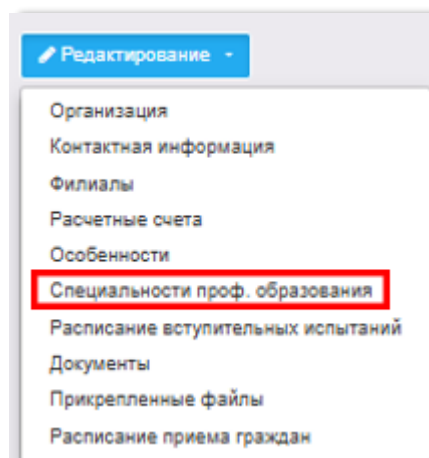 Редактирование
Организация
Контактная информация
Филиалы
Расчетные счета
Особенности
Специальности проф. образования
Расписание вступительных испытаний
Документы
Прикрепленные файлы
Расписание приема граждан